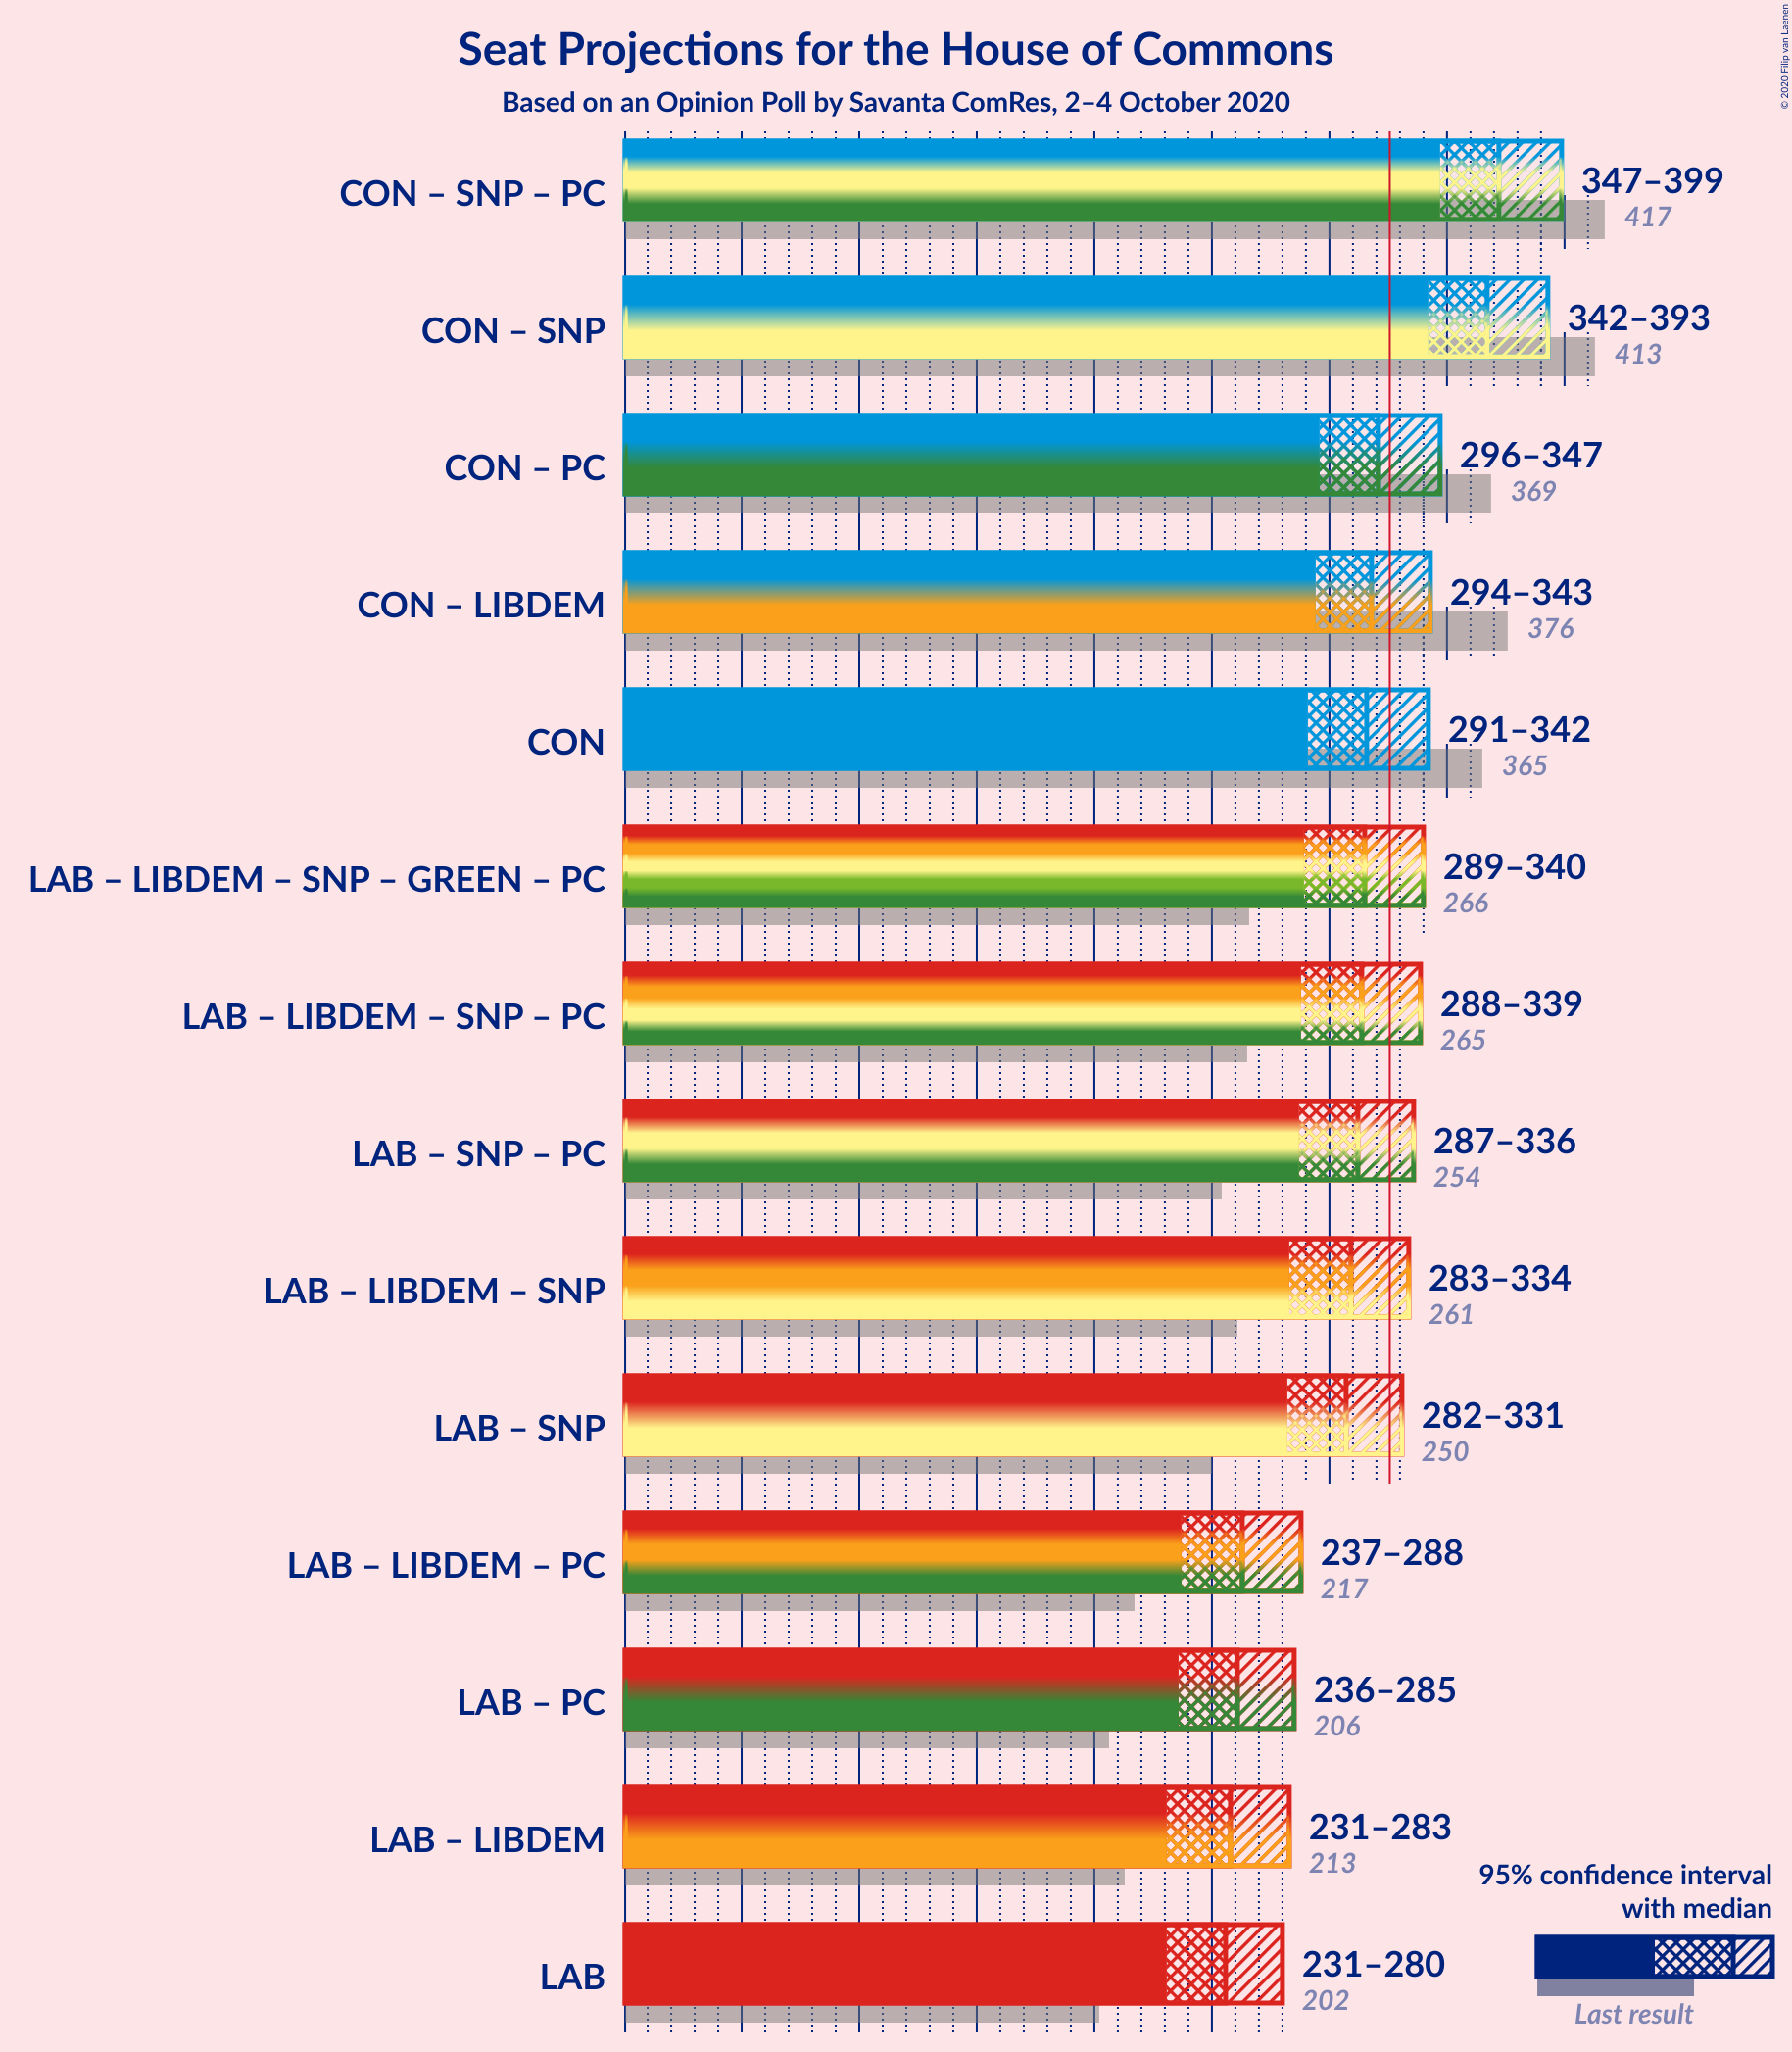 Seat Projections for the House of Commons
Based on an Opinion Poll by Savanta ComRes, 2–4 October 2020
© 2020 Filip van Laenen
CON – SNP – PC
347–399
417
CON – SNP
342–393
413
CON – PC
296–347
369
CON – LIBDEM
294–343
376
CON
291–342
365
LAB – LIBDEM – SNP – GREEN – PC
289–340
266
LAB – LIBDEM – SNP – PC
288–339
265
LAB – SNP – PC
287–336
254
LAB – LIBDEM – SNP
283–334
261
LAB – SNP
282–331
250
LAB – LIBDEM – PC
237–288
217
LAB – PC
236–285
206
LAB – LIBDEM
231–283
213
LAB
231–280
202
95% confidence interval
with median
Last result